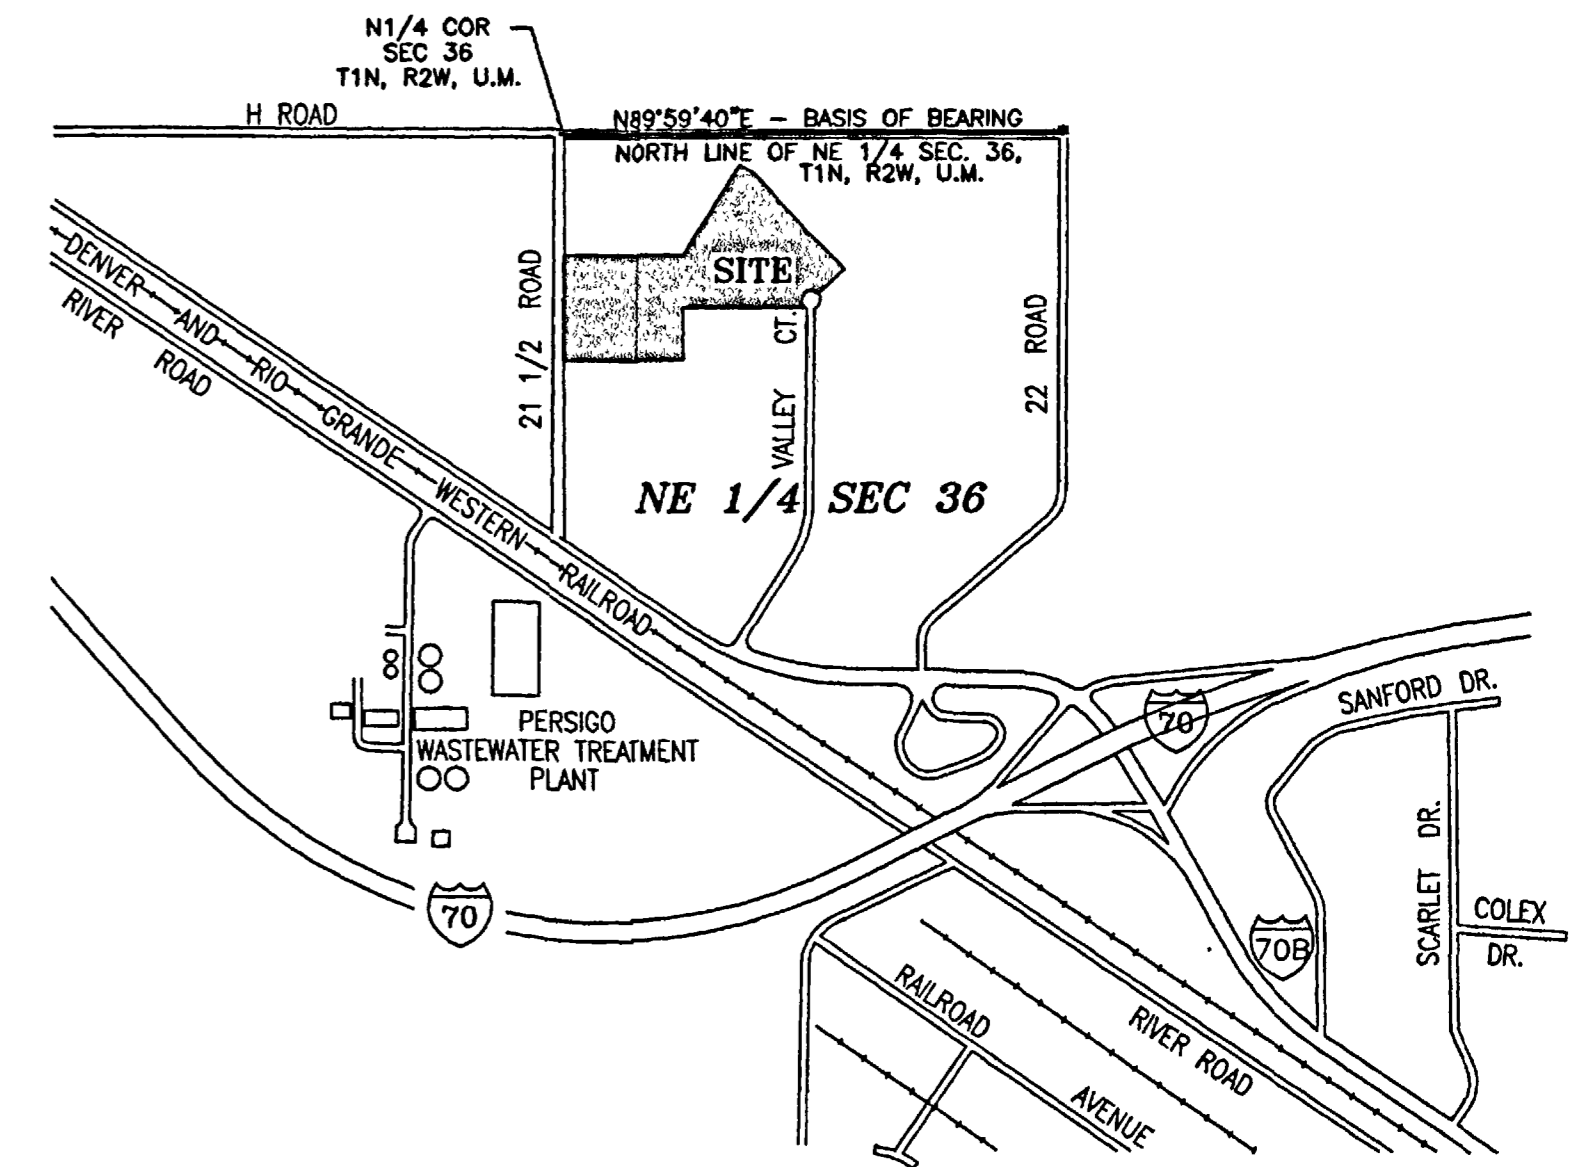 N1/4 COR
SEC 36
T1N, R2W, U.M.
H ROAD
N89°59'40"E - BASIS OF BEARING
NORTH LINE OF NE 1/4 SEC. 36,
T1N, R2W, U.M.
DENVER AND RIO GRANDE WESTERN RAILROAD
RIVER ROAD
21 1/2 ROAD
SITE
VALLEY CT.
22 ROAD
NE 1/4 SEC 36
PERSIGO
WASTEWATER TREATMENT
PLANT
70
70
SANFORD DR.
SCARLET DR.
COLEX
DR.
70B
70
RAILROAD AVENUE
RIVER ROAD